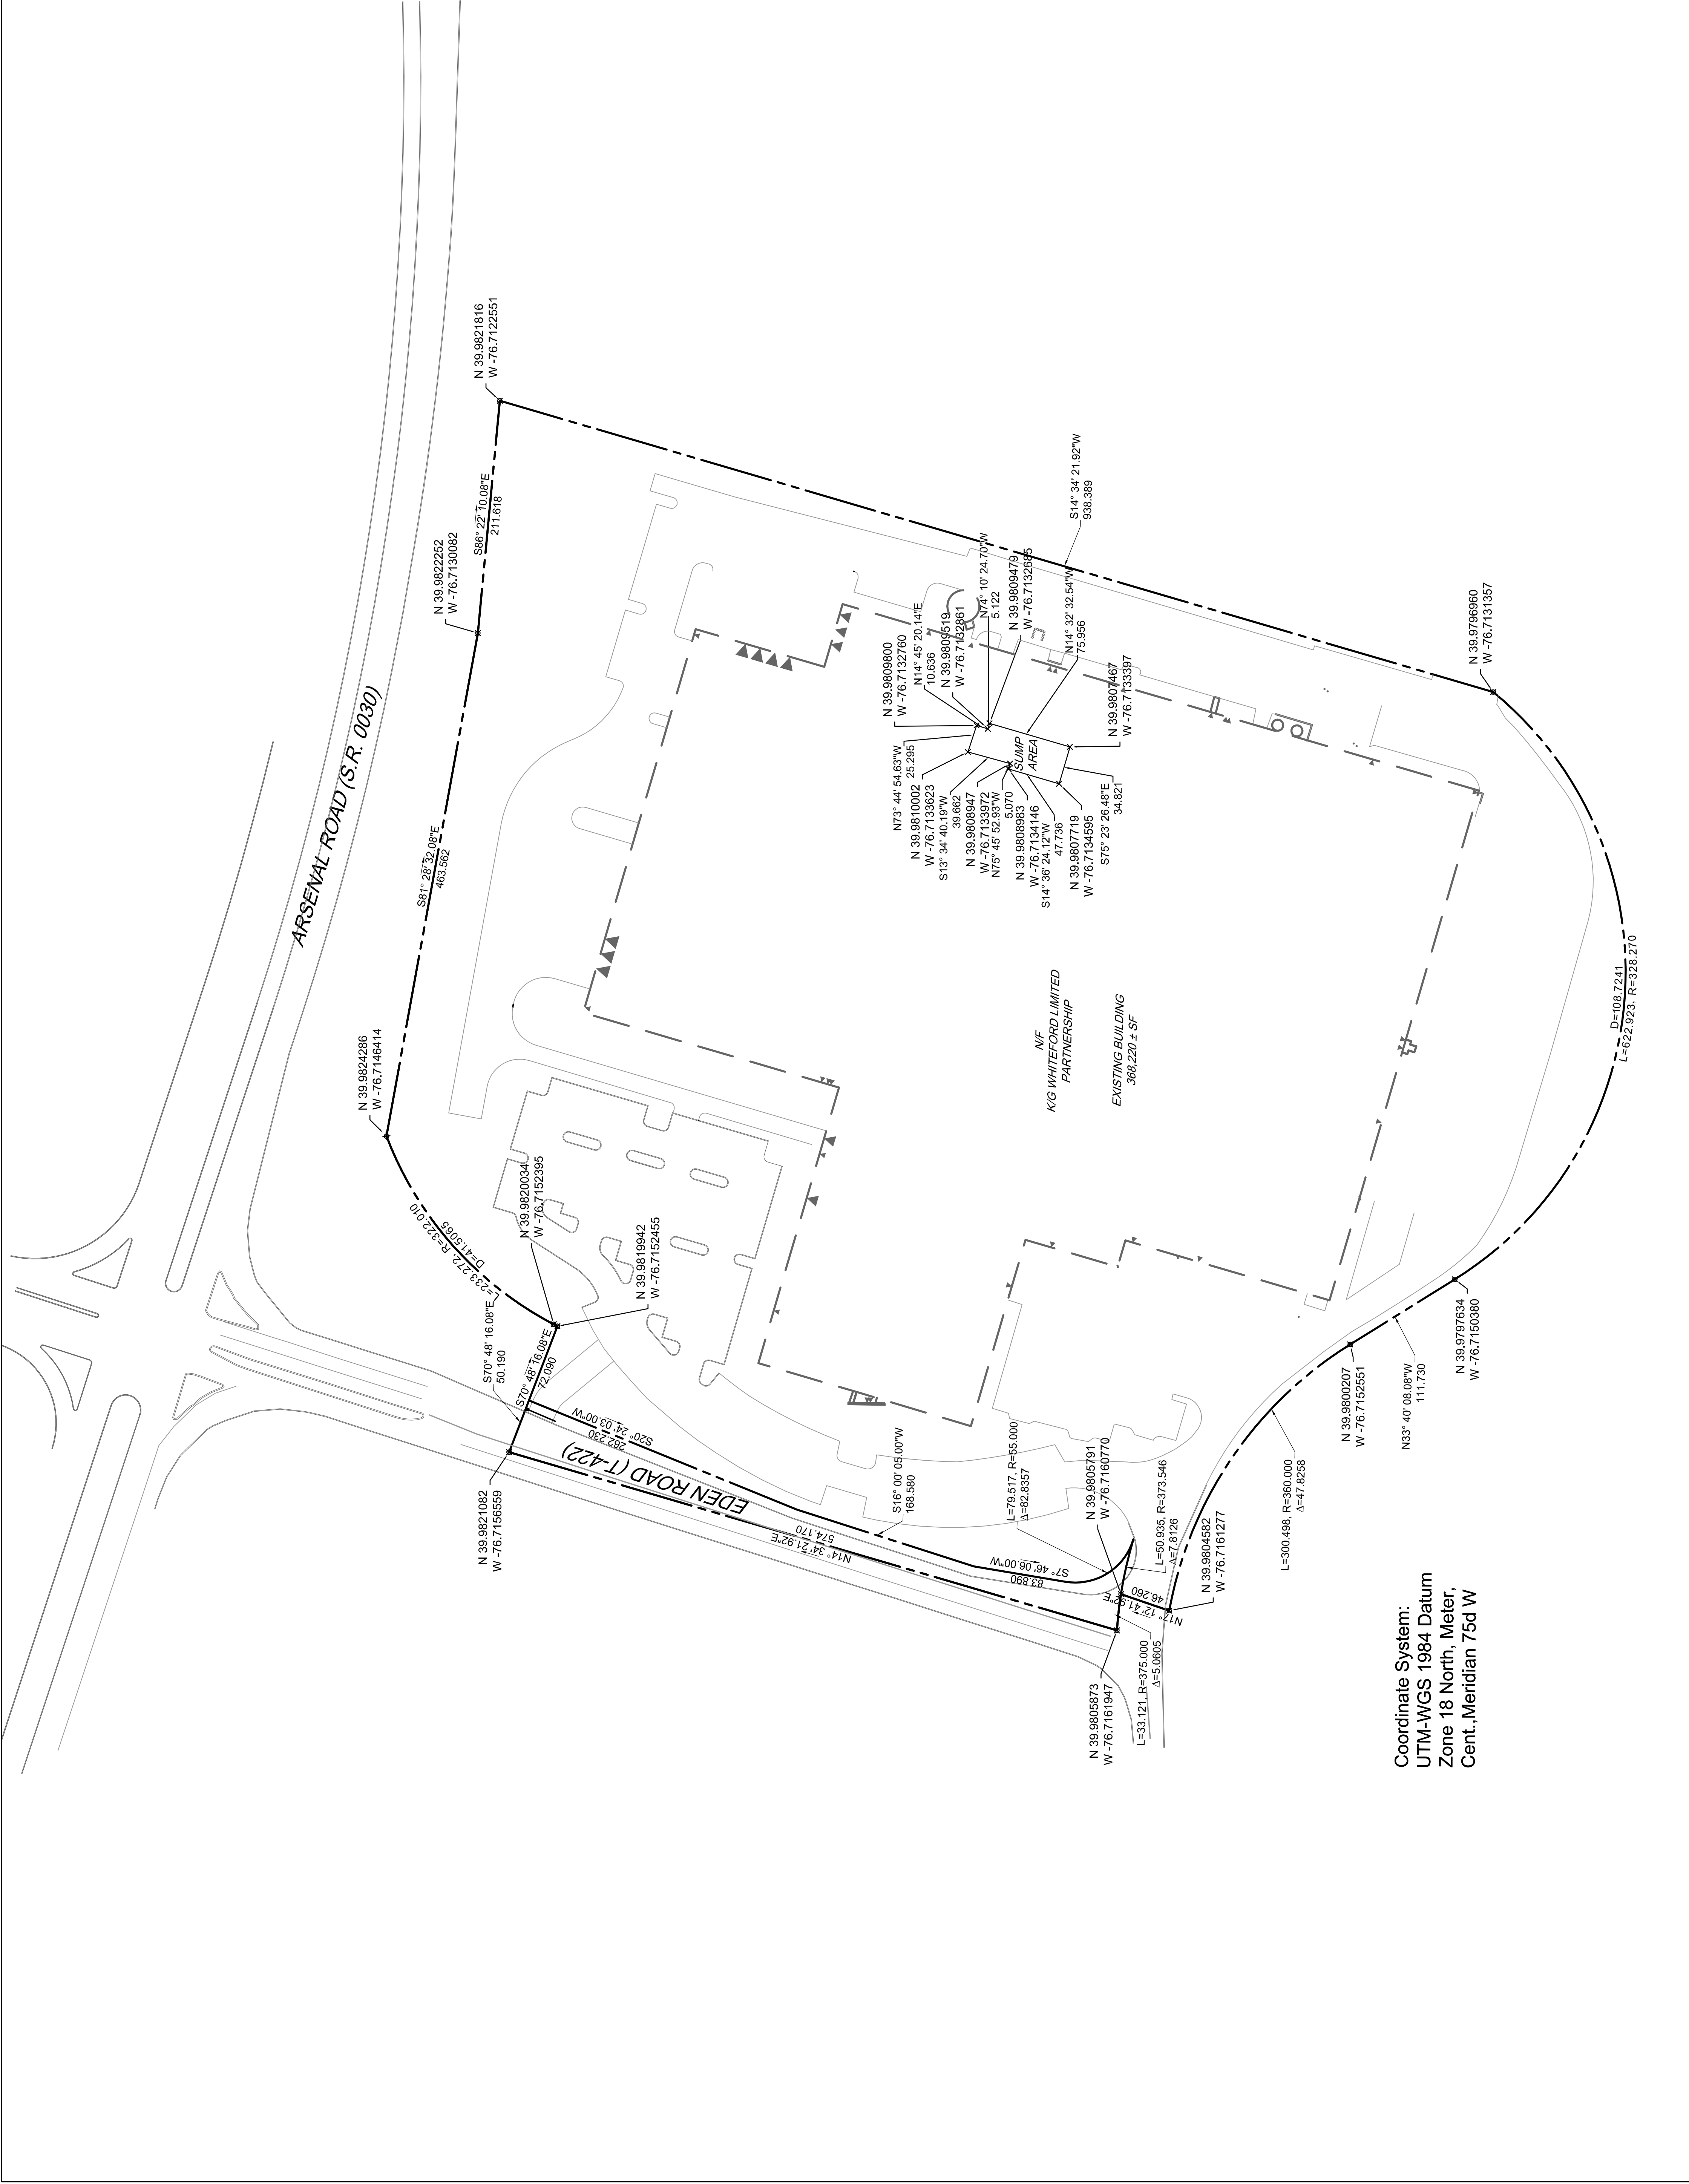 ARSENAL ROAD (S.R. 0030)
N 39.9821816
W -76.7122551
S86° 22' 10.08"E
211.618
N 39.9822252
W -76.7130082
S81° 28' 32.08"E
463.562
N 39.9824286
W -76.7146414
=233.272, R=322.010
D=41.5065
N 39.9820034
W -76.7152395
N 39.9819942
W -76.7152455
S70° 48' 16.08"E
50.190
S70° 48' 16.08"E
72.090
N 39.9821082
W -76.7156559
S20° 24' 03.00"W
262.230
EDEN ROAD (T-422)
N14° 34' 21.92"E
574.170
S16° 00' 05.00"W
168.580
S7° 46' 06.00"W
83.890
L=79.517, R=55.000
Δ=82.8357
N 39.9805791
W -76.7160770
L=50.935, R=373.546
Δ=7.8126
N17° 12' 41.92"E
46.260
N 39.9804582
W -76.7161277
N 39.9805873
W -76.7161947
L=33.121, R=375.000
Δ=5.0605
L=300.498, R=360.000
Δ=47.8258
N 39.9800207
W -76.7152551
N33° 40' 08.08"W
111.730
N 39.9797634
W -76.7150380
D=108.7241
L=622.923, R=328.270
N 39.9796960
W -76.7131357
S14° 34' 21.92"W
938.389
N74° 10' 24.70"W
5.122
N 39.9809479
W -76.7132685
N14° 32' 32.54"W
75.956
N14° 45' 20.14"E
10.636
N 39.9809519
W -76.7132861
N 39.9809800
W -76.7132760
N 39.9807467
W -76.7133397
SUMP
AREA
N73° 44' 54.63"W
25.295
N 39.9810002
W -76.7133623
S13° 34' 40.19"W
39.662
N 39.9808947
W -76.7133972
N75° 45' 52.93"W
5.070
N 39.9808983
W -76.7134146
S14° 36' 24.12"W
47.736
N 39.9807719
W -76.7134595
S75° 23' 26.48"E
34.821
N/F
K/G WHITEFORD LIMITED
PARTNERSHIP
EXISTING BUILDING
368,220 ± SF
Coordinate System:
UTM-WGS 1984 Datum
Zone 18 North, Meter,
Cent.,Meridian 75d W